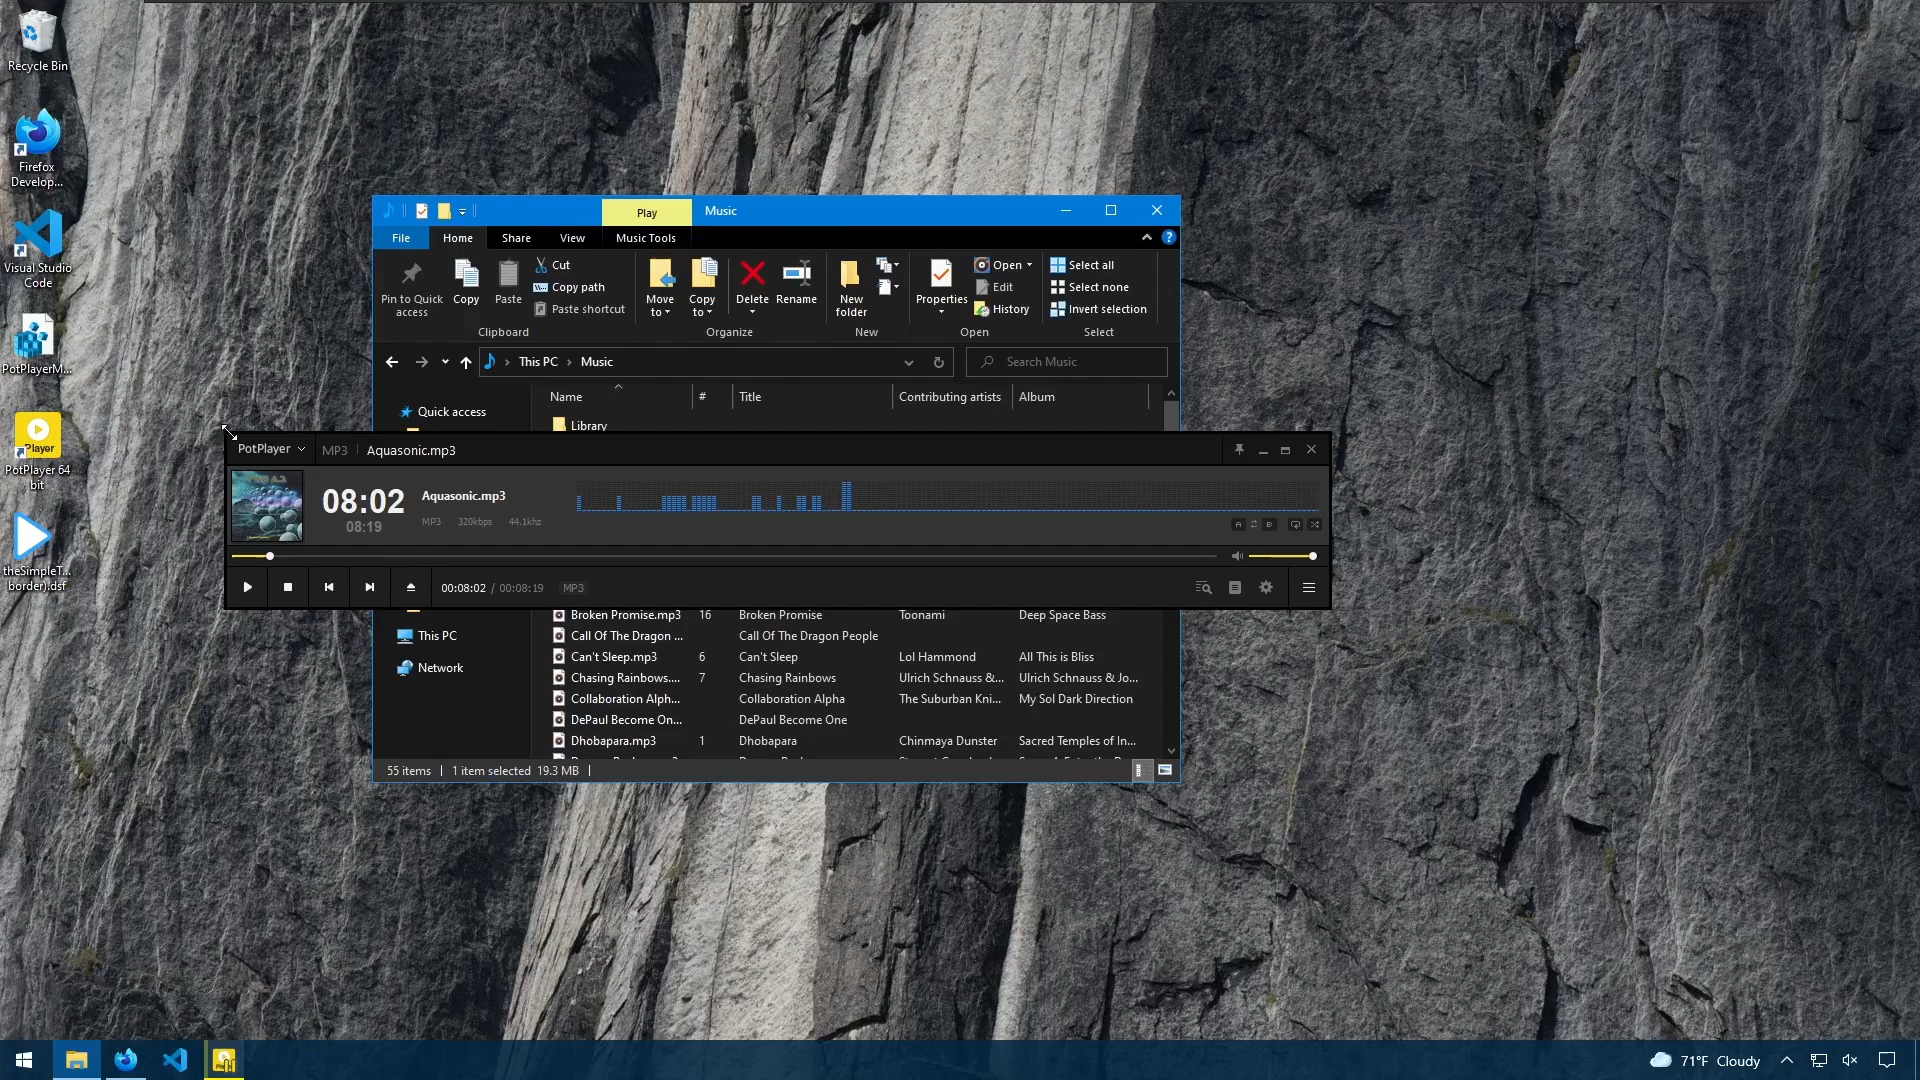 Recycle Bin
Firefox
Develop...
Visual Studio
Code
PotPlayerM...
Player
PotPlayer 64
bit
theSimpleT...
border).dsf
Play
Music
File
Home
Share
View
Music Tools
Pin to Quick
access
Copy
Paste
Cut
Copy path
Paste shortcut
Clipboard
Move
to
Copy
to
Delete
Rename
Organize
New
folder
New
Properties
Open
Edit
History
Open
Select all
Select none
Invert selection
Select
This PC
Music
Search Music
Name
#
Title
Contributing artists
Album
Quick access
Library
PotPlayer
MP3
Aquasonic.mp3
08:02
08:19
Aquasonic.mp3
MP3 320kbps 44.1khz
A
B
00:08:02 / 00:08:19 MP3
This PC
Network
Broken Promise.mp3 16 Broken Promise Toonami Deep Space Bass
Call Of The Dragon ... Call Of The Dragon People
Can't Sleep.mp3 6 Can't Sleep Lol Hammond All This is Bliss
Chasing Rainbows.... 7 Chasing Rainbows Ulrich Schnauss &... Ulrich Schnauss & Jo...
Collaboration Alph... Collaboration Alpha The Suburban Kni... My Sol Dark Direction
DePaul Become On... DePaul Become One
Dhobapara.mp3 1 Dhobapara Chinmaya Dunster Sacred Temples of In...
55 items
1 item selected 19.3 MB
71°F Cloudy